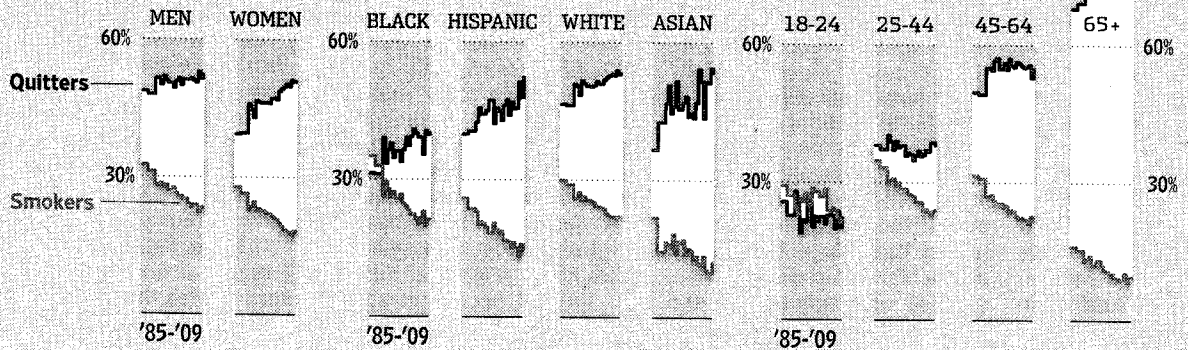 MEN WOMEN BLACK HISPANIC WHITE ASIAN 18-24 25-44 45-64 65+
60% 60% 60% 60%
Quitters
30% 30% 30% 30%
Smokers
'85-'09 '85-'09 '85-'09